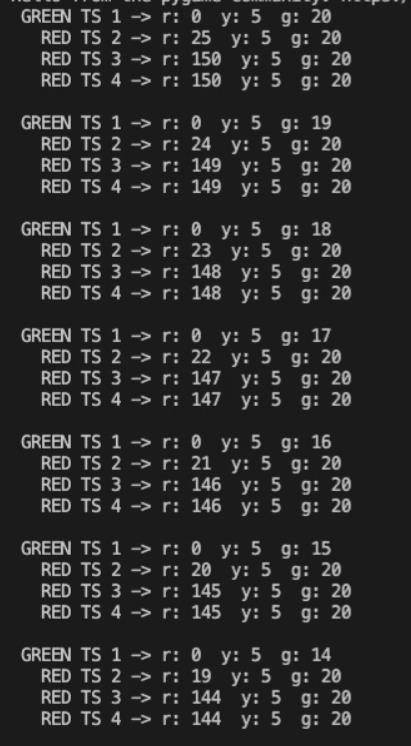 GREEN TS 1 -> r: 0 y: 5 g: 20
RED TS 2 -> r: 25 y: 5 g: 20
RED TS 3 -> r: 150 y: 5 g: 20
RED TS 4 -> r: 150 y: 5 g: 20
GREEN TS 1 -> r: 0 y: 5 g: 19
RED TS 2 -> r: 24 y: 5 g: 20
RED TS 3 -> r: 149 y: 5 g: 20
RED TS 4 -> r: 149 y: 5 g: 20
GREEN TS 1 -> r: 0 y: 5 g: 18
RED TS 2 -> r: 23 y: 5 g: 20
RED TS 3 -> r: 148 y: 5 g: 20
RED TS 4 -> r: 148 y: 5 g: 20
GREEN TS 1 -> r: 0 y: 5 g: 17
RED TS 2 -> r: 22 y: 5 g: 20
RED TS 3 -> r: 147 y: 5 g: 20
RED TS 4 -> r: 147 y: 5 g: 20
GREEN TS 1 -> r: 0 y: 5 g: 16
RED TS 2 -> r: 21 y: 5 g: 20
RED TS 3 -> r: 146 y: 5 g: 20
RED TS 4 -> r: 146 y: 5 g: 20
GREEN TS 1 -> r: 0 y: 5 g: 15
RED TS 2 -> r: 20 y: 5 g: 20
RED TS 3 -> r: 145 y: 5 g: 20
RED TS 4 -> r: 145 y: 5 g: 20
GREEN TS 1 -> r: 0 y: 5 g: 14
RED TS 2 -> r: 19 y: 5 g: 20
RED TS 3 -> r: 144 y: 5 g: 20
RED TS 4 -> r: 144 y: 5 g: 20